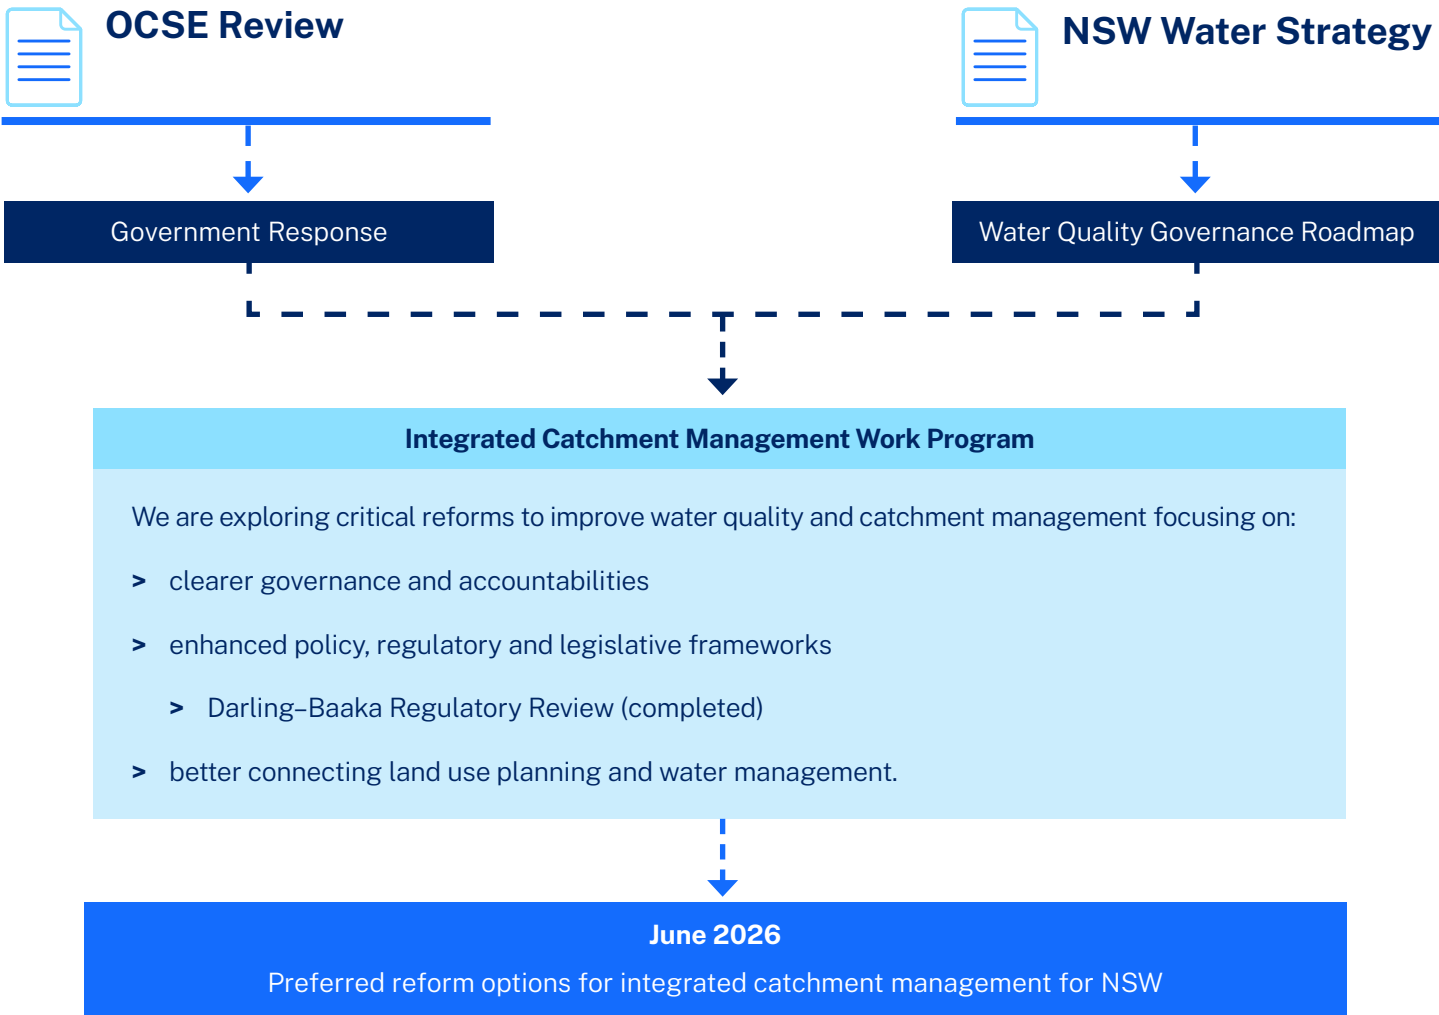 OCSE Review
NSW Water Strategy
Government Response
Water Quality Governance Roadmap
Integrated Catchment Management Work Program
We are exploring critical reforms to improve water quality and catchment management focusing on:
> clearer governance and accountabilities
> enhanced policy, regulatory and legislative frameworks
> Darling–Baaka Regulatory Review (completed)
> better connecting land use planning and water management.
June 2026
Preferred reform options for integrated catchment management for NSW